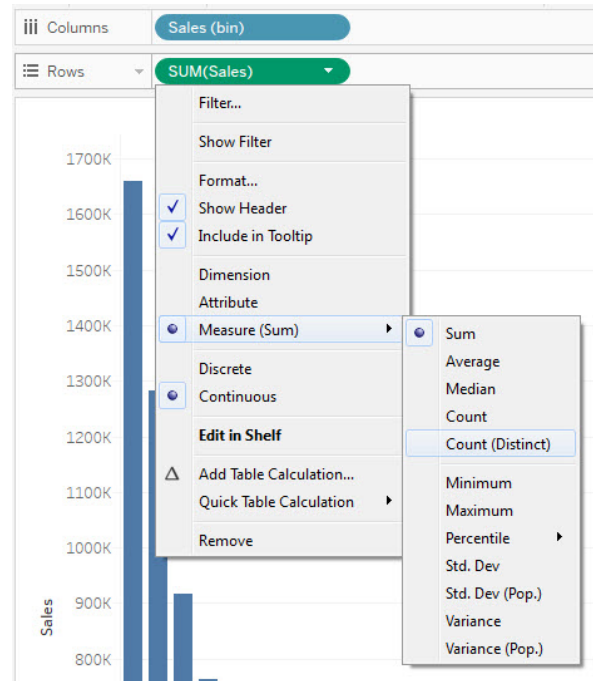 Columns
Sales (bin)
Rows
SUM(Sales)
Filter...
Show Filter
Format...
Show Header
Include in Tooltip
Dimension
Attribute
Measure (Sum)
Discrete
Continuous
Edit in Shelf
Add Table Calculation...
Quick Table Calculation
Remove
Sum
Average
Median
Count
Count (Distinct)
Minimum
Maximum
Percentile
Std. Dev
Std. Dev (Pop.)
Variance
Variance (Pop.)
1700K
1600K
1500K
1400K
1300K
1200K
1100K
1000K
900K
800K
Sales